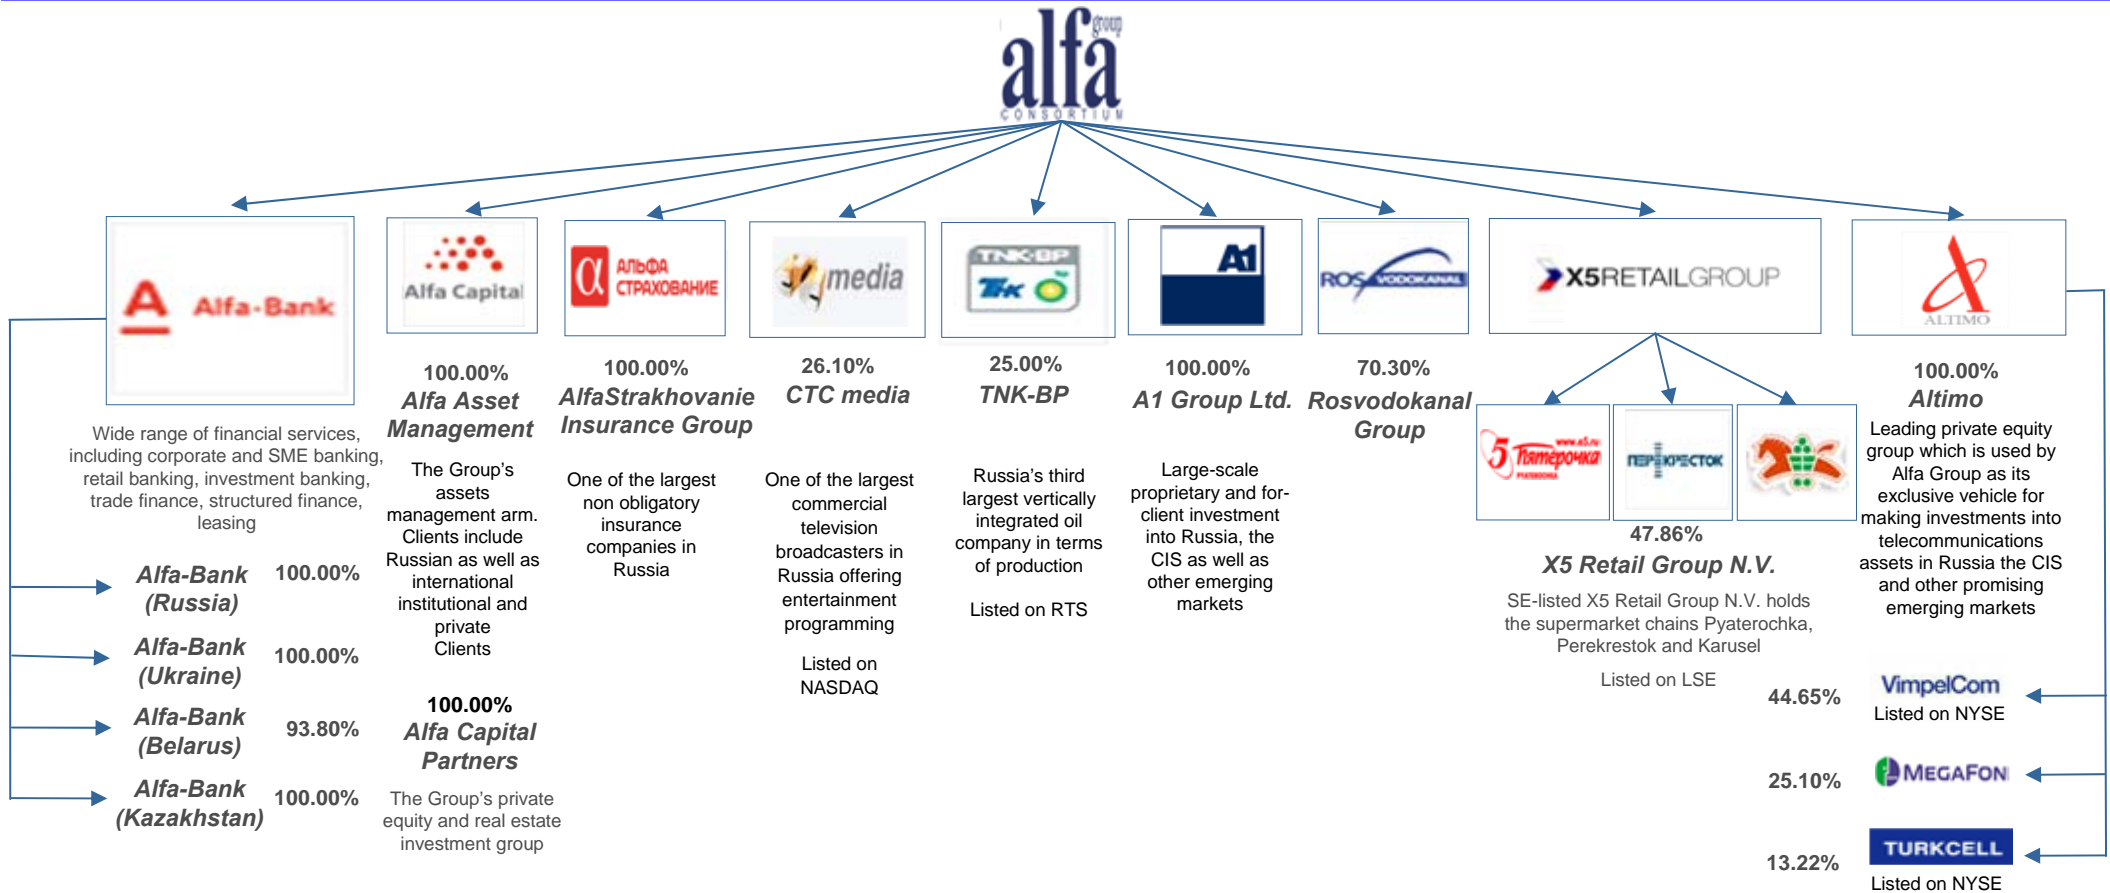 alfa
group
CONSORTIUM
A Alfa-Bank
Wide range of financial services,
including corporate and SME banking,
retail banking, investment banking,
trade finance, structured finance,
leasing
Alfa-Bank
(Russia)
100.00%
Alfa-Bank
(Ukraine)
100.00%
Alfa-Bank
(Belarus)
93.80%
Alfa-Bank
(Kazakhstan)
100.00%
Alfa Capital
100.00%
Alfa Asset
Management
The Group's
assets
management arm.
Clients include
Russian as well as
international
institutional and
private
Clients
100.00%
Alfa Capital
Partners
The Group's private
equity and real estate
investment group
α
АЛЬФА
СТРАХОВАНИЕ
100.00%
AlfaStrakhovanie
Insurance Group
One of the largest
non obligatory
insurance
companies in
Russia
media
26.10%
CTC media
One of the largest
commercial
television
broadcasters in
Russia offering
entertainment
programming
Listed on
NASDAQ
TNK-BP
ТНК
25.00%
TNK-BP
Russia's third
largest vertically
integrated oil
company in terms
of production
Listed on RTS
A1
100.00%
A1 Group Ltd.
Large-scale
proprietary and for-
client investment
into Russia, the
CIS as well as
other emerging
markets
ROSVODOKANAL
70.30%
Rosvodokanal
Group
X5RETAILGROUP
5 Пятёрочка
www.e5.ru
PYATEROCHKA
ПЕРЕКРЕСТОК
47.86%
X5 Retail Group N.V.
SE-listed X5 Retail Group N.V. holds
the supermarket chains Pyaterochka,
Perekrestok and Karusel
Listed on LSE
ALTIMO
100.00%
Altimo
Leading private equity
group which is used by
Alfa Group as its
exclusive vehicle for
making investments into
telecommunications
assets in Russia the CIS
and other promising
emerging markets
44.65%
VimpelCom
Listed on NYSE
25.10%
MEGAFON
13.22%
TURKCELL
Listed on NYSE